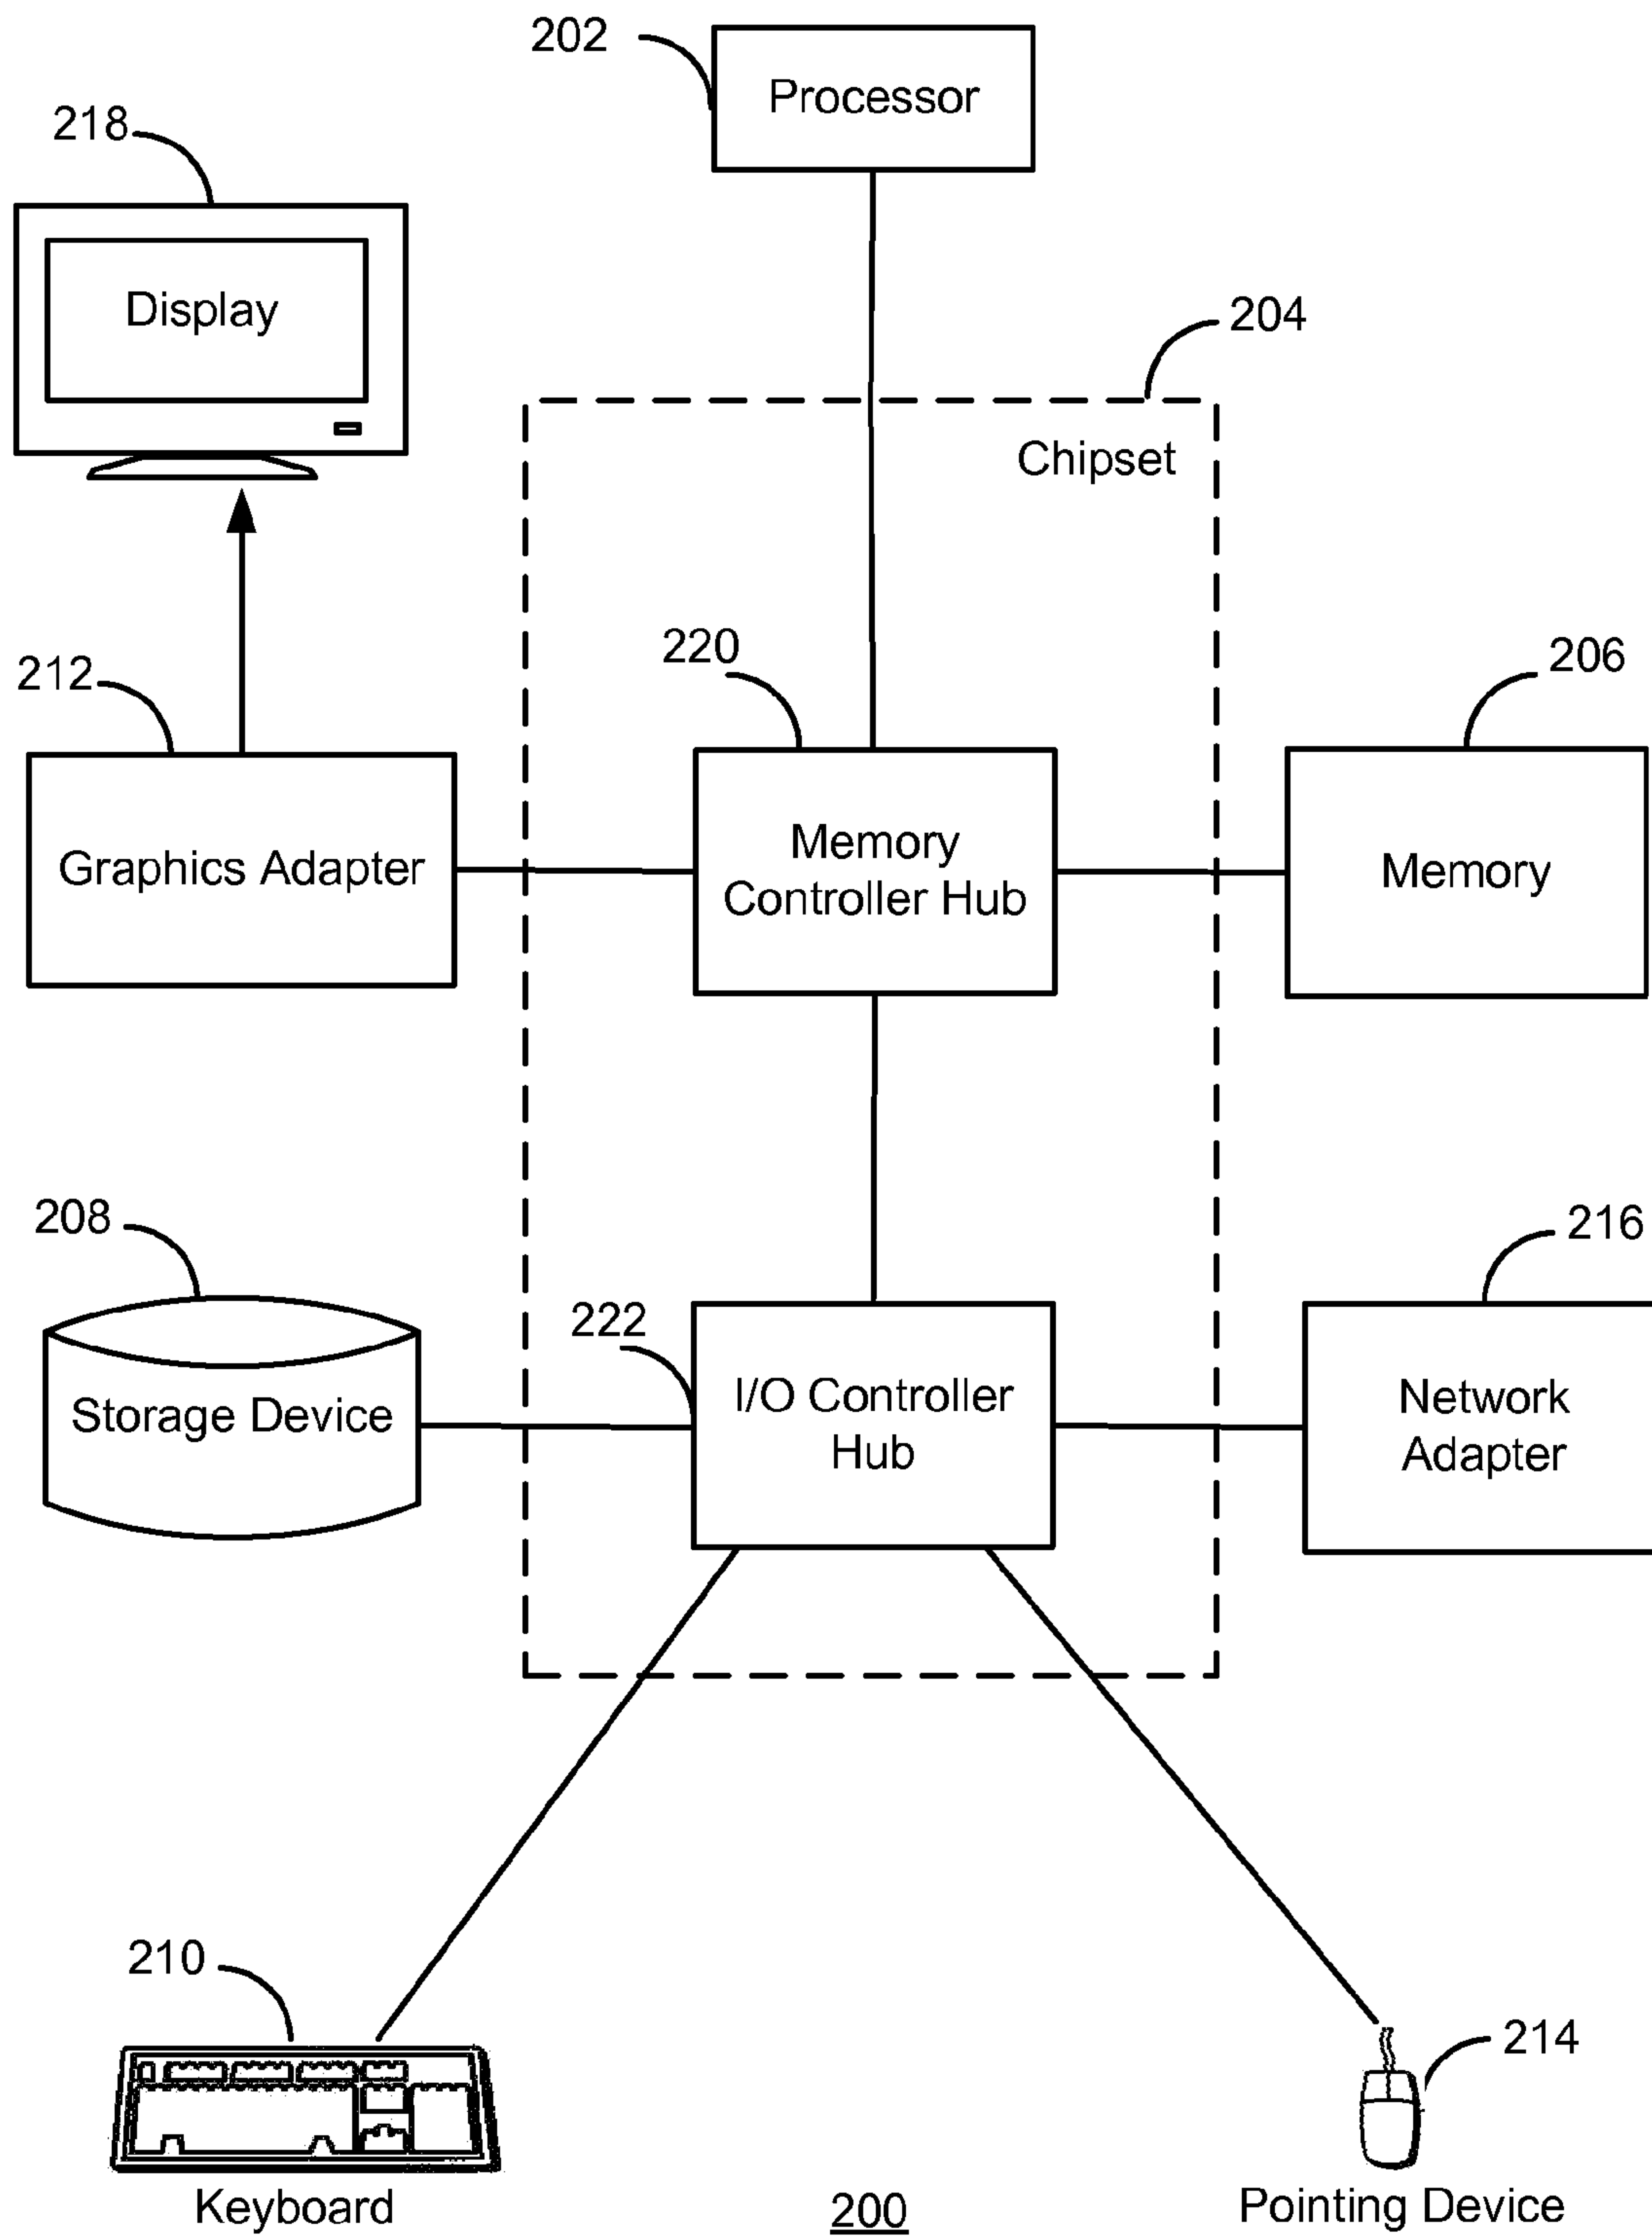 202
Processor
218
Display
204
Chipset
220
206
212
Memory
Controller Hub
Graphics Adapter
Memory
208
216
222
Storage Device
I/O Controller
Hub
Network
Adapter
210
214
Keyboard
200
Pointing Device